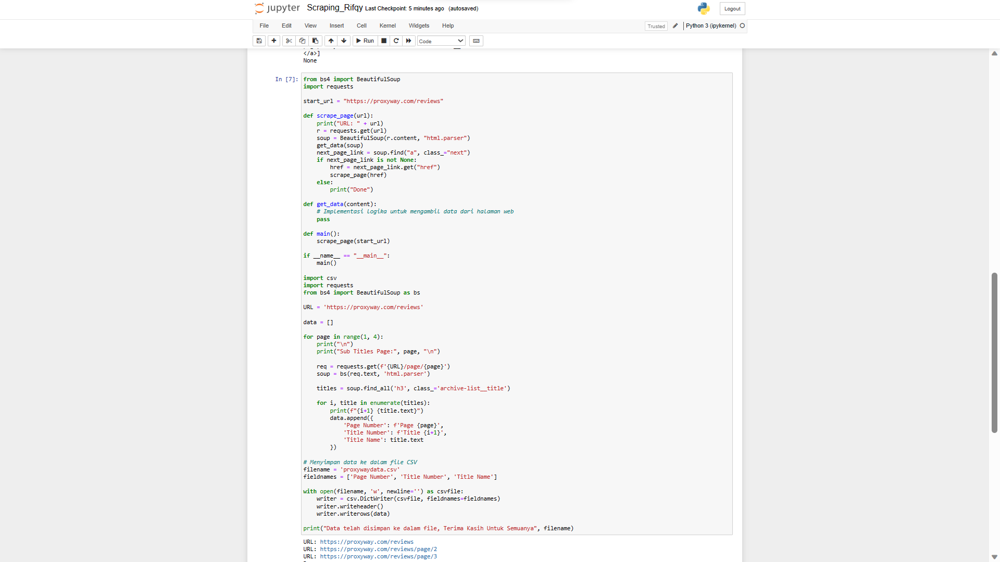 jupyter Scraping_Rifqy Last Checkpoint: 5 minutes ago (autosaved) Logout
File Edit View Insert Cell Kernel Widgets Help Trusted Python 3 (ipykernel)
Run Code
</a>]
None
In [7]:
from bs4 import BeautifulSoup
import requests

start_url = "https://proxyway.com/reviews"

def scrape_page(url):
    print("URL: " + url)
    r = requests.get(url)
    soup = BeautifulSoup(r.content, "html.parser")
    get_data(soup)
    next_page_link = soup.find("a", class_="next")
    if next_page_link is not None:
        href = next_page_link.get("href")
        scrape_page(href)
    else:
        print("Done")

def get_data(content):
    # Implementasi logika untuk mengambil data dari halaman web
    pass

def main():
    scrape_page(start_url)

if __name__ == "__main__":
    main()

import csv
import requests
from bs4 import BeautifulSoup as bs

URL = 'https://proxyway.com/reviews'

data = []

for page in range(1, 4):
    print("\n")
    print("Sub Titles Page:", page, "\n")

    req = requests.get(f'{URL}/page/{page}')
    soup = bs(req.text, 'html.parser')

    titles = soup.find_all('h3', class_='archive-list__title')

    for i, title in enumerate(titles):
        print(f"{i+1} {title.text}")
        data.append({
            'Page Number': f'Page {page}',
            'Title Number': f'Title {i+1}',
            'Title Name': title.text
        })

# Menyimpan data ke dalam file CSV
filename = 'proxywaydata.csv'
fieldnames = ['Page Number', 'Title Number', 'Title Name']

with open(filename, 'w', newline='') as csvfile:
    writer = csv.DictWriter(csvfile, fieldnames=fieldnames)
    writer.writeheader()
    writer.writerows(data)

print("Data telah disimpan ke dalam file, Terima Kasih Untuk Semuanya", filename)
URL: https://proxyway.com/reviews
URL: https://proxyway.com/reviews/page/2
URL: https://proxyway.com/reviews/page/3